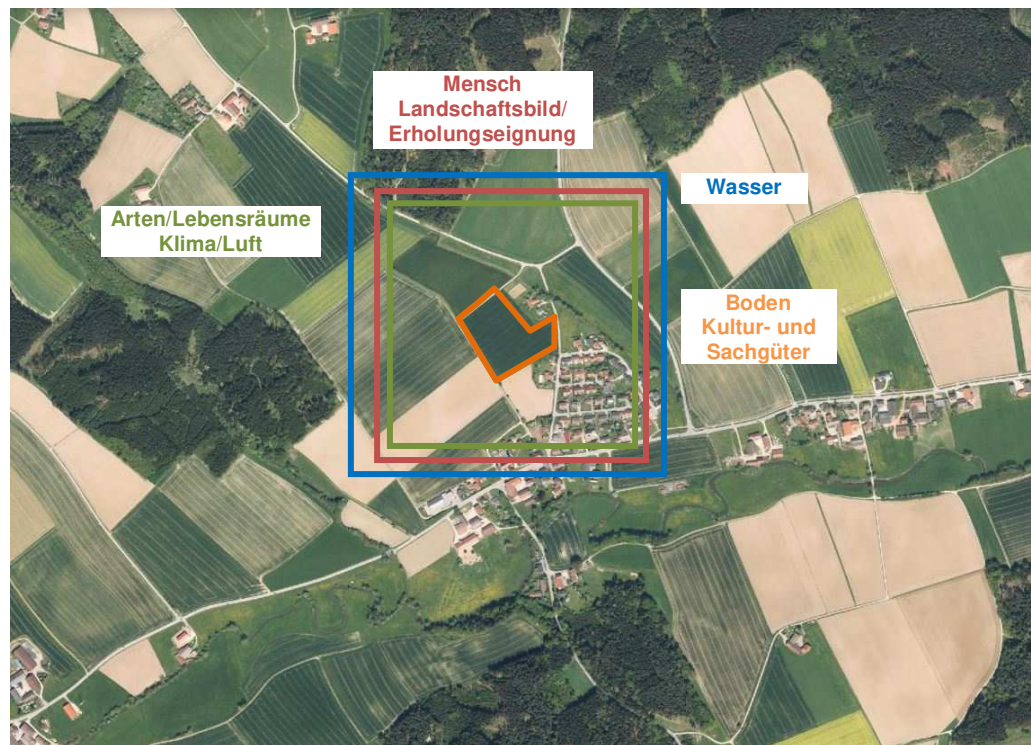 Mensch
Landschaftsbild/
Erholungseignung
Wasser
Arten/Lebensräume
Klima/Luft
Boden
Kultur- und
Sachgüter